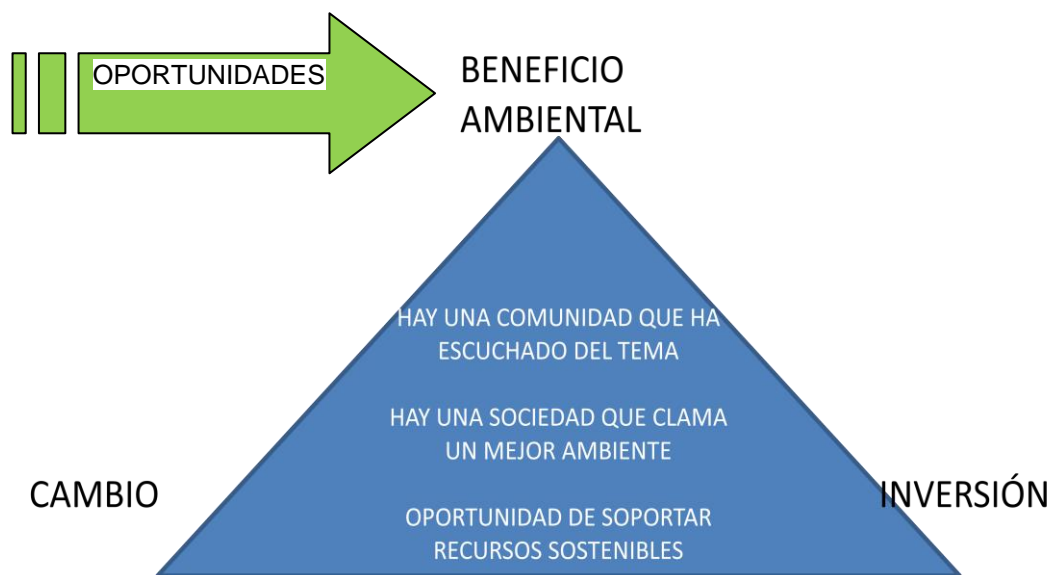 OPORTUNIDADES
BENEFICIO
AMBIENTAL
HAY UNA COMUNIDAD QUE HA
ESCUCHADO DEL TEMA
HAY UNA SOCIEDAD QUE CLAMA
UN MEJOR AMBIENTE
CAMBIO
INVERSIÓN
OPORTUNIDAD DE SOPORTAR
RECURSOS SOSTENIBLES